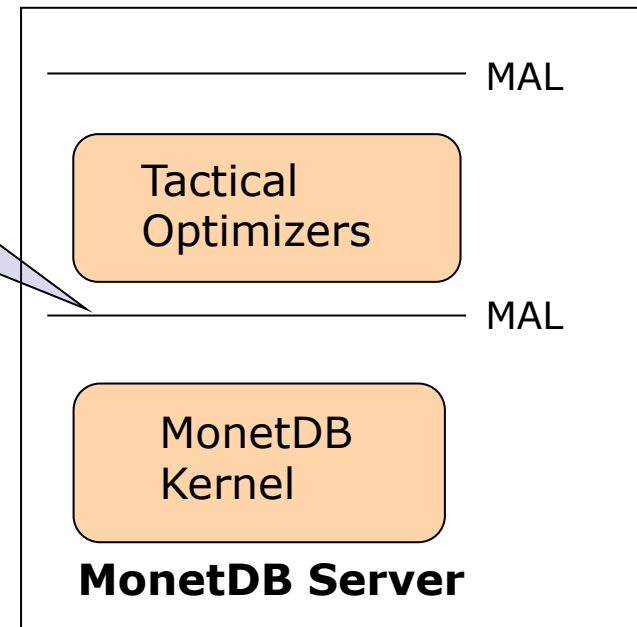 MAL
Tactical
Optimizers
MAL
MonetDB
Kernel
MonetDB Server